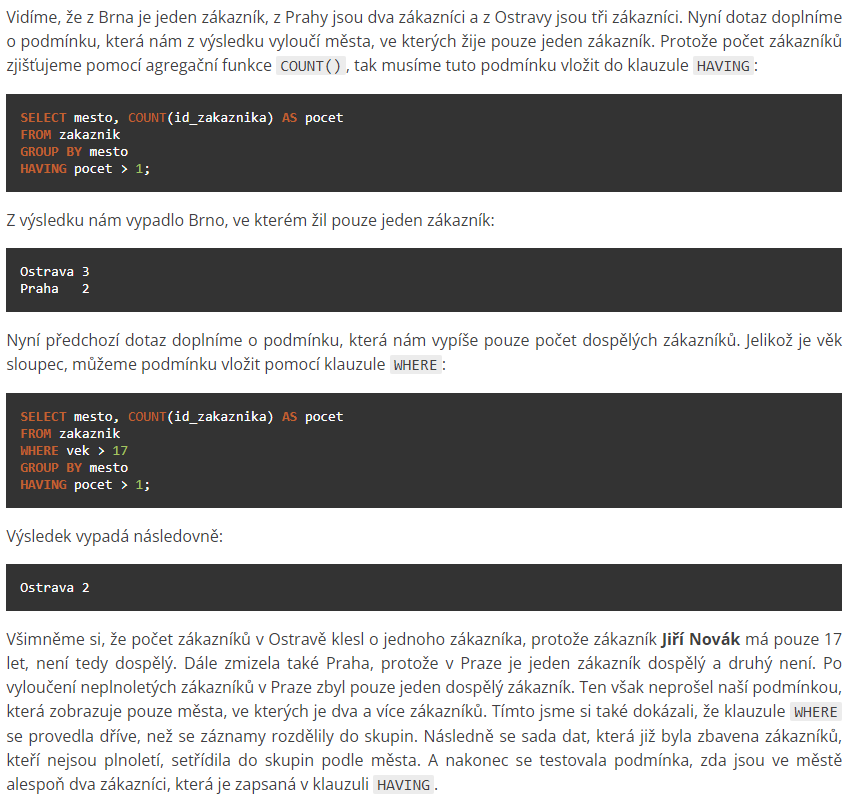 Vidíme, že z Brna je jeden zákazník, z Prahy jsou dva zákazníci a z Ostravy jsou tři zákazníci. Nyní dotaz doplníme
o podmínku, která nám z výsledku vyloučí města, ve kterých žije pouze jeden zákazník. Protože počet zákazníků
zjišťujeme pomocí agregační funkce COUNT(), tak musíme tuto podmínku vložit do klauzule HAVING:
SELECT mesto, COUNT(id_zakaznika) AS pocet
FROM zakaznik
GROUP BY mesto
HAVING pocet > 1;
Z výsledku nám vypadlo Brno, ve kterém žil pouze jeden zákazník:
Ostrava 3
Praha   2
Nyní předchozí dotaz doplníme o podmínku, která nám vypíše pouze počet dospělých zákazníků. Jelikož je věk
sloupec, můžeme podmínku vložit pomocí klauzule WHERE:
SELECT mesto, COUNT(id_zakaznika) AS pocet
FROM zakaznik
WHERE vek > 17
GROUP BY mesto
HAVING pocet > 1;
Výsledek vypadá následovně:
Ostrava 2
Všimněme si, že počet zákazníků v Ostravě klesl o jednoho zákazníka, protože zákazník Jiří Novák má pouze 17
let, není tedy dospělý. Dále zmizela také Praha, protože v Praze je jeden zákazník dospělý a druhý není. Po
vyloučení neplnoletých zákazníků v Praze zbyl pouze jeden dospělý zákazník. Ten však neprošel naší podmínkou,
která zobrazuje pouze města, ve kterých je dva a více zákazníků. Tímto jsme si také dokázali, že klauzule WHERE
se provedla dříve, než se záznamy rozdělily do skupin. Následně se sada dat, která již byla zbavena zákazníků,
kteří nejsou plnoletí, setřídila do skupin podle města. A nakonec se testovala podmínka, zda jsou ve městě
alespoň dva zákazníci, která je zapsaná v klauzuli HAVING.